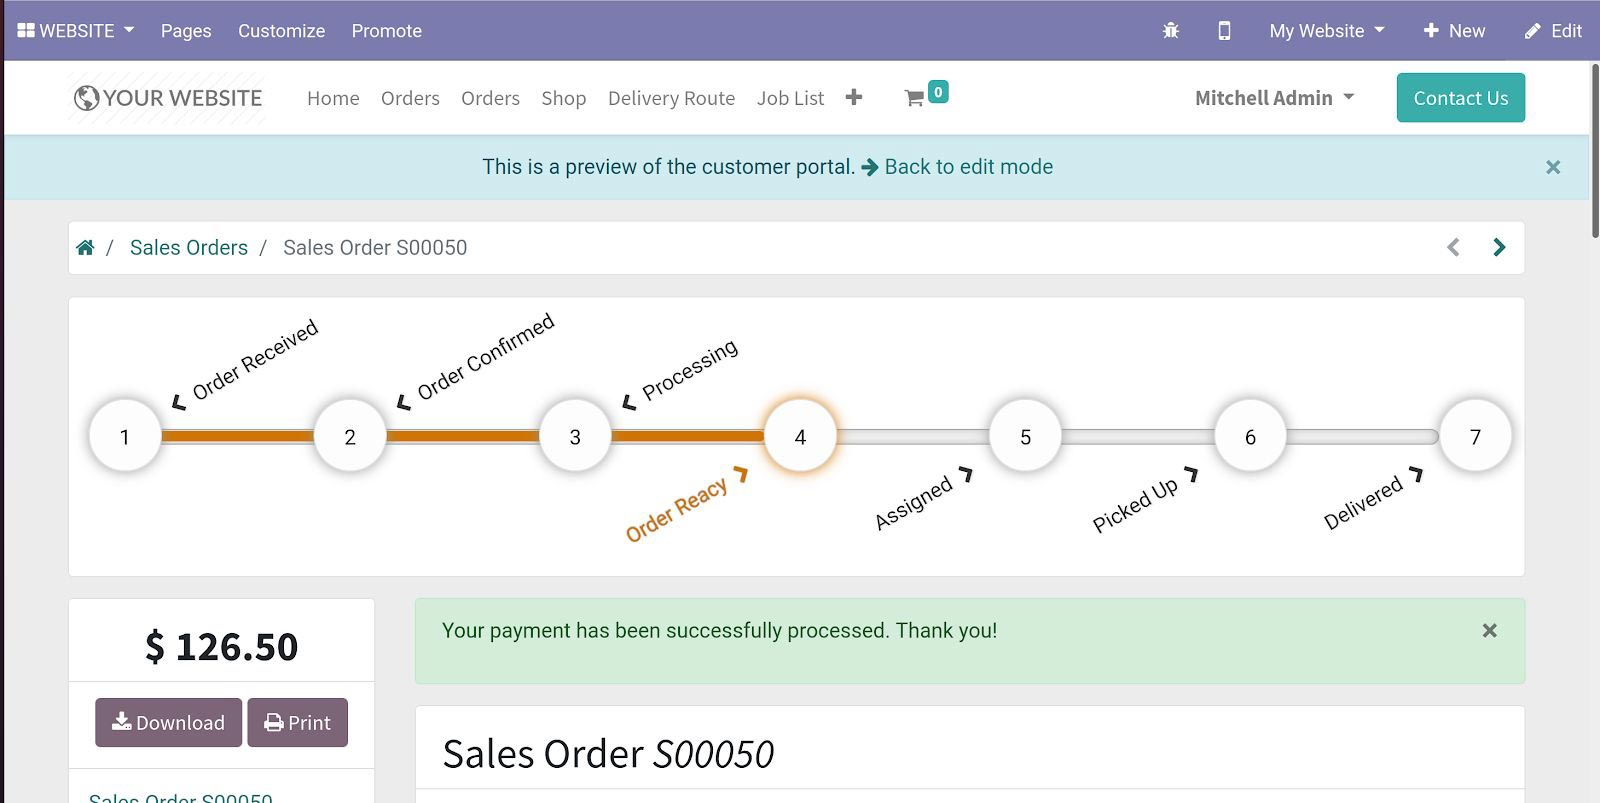 WEBSITE Pages Customize Promote My Website New Edit
YOUR WEBSITE Home Orders Orders Shop Delivery Route Job List 0 Mitchell Admin Contact Us
This is a preview of the customer portal. Back to edit mode ×
/ Sales Orders / Sales Order S00050
Order Received
Order Confirmed
Processing
1 2 3 4 5 6 7
Order Reacy
Assigned
Picked Up
Delivered
$ 126.50
Download Print
Sales Order S00050
Your payment has been successfully processed. Thank you! ×
Sales Order S00050